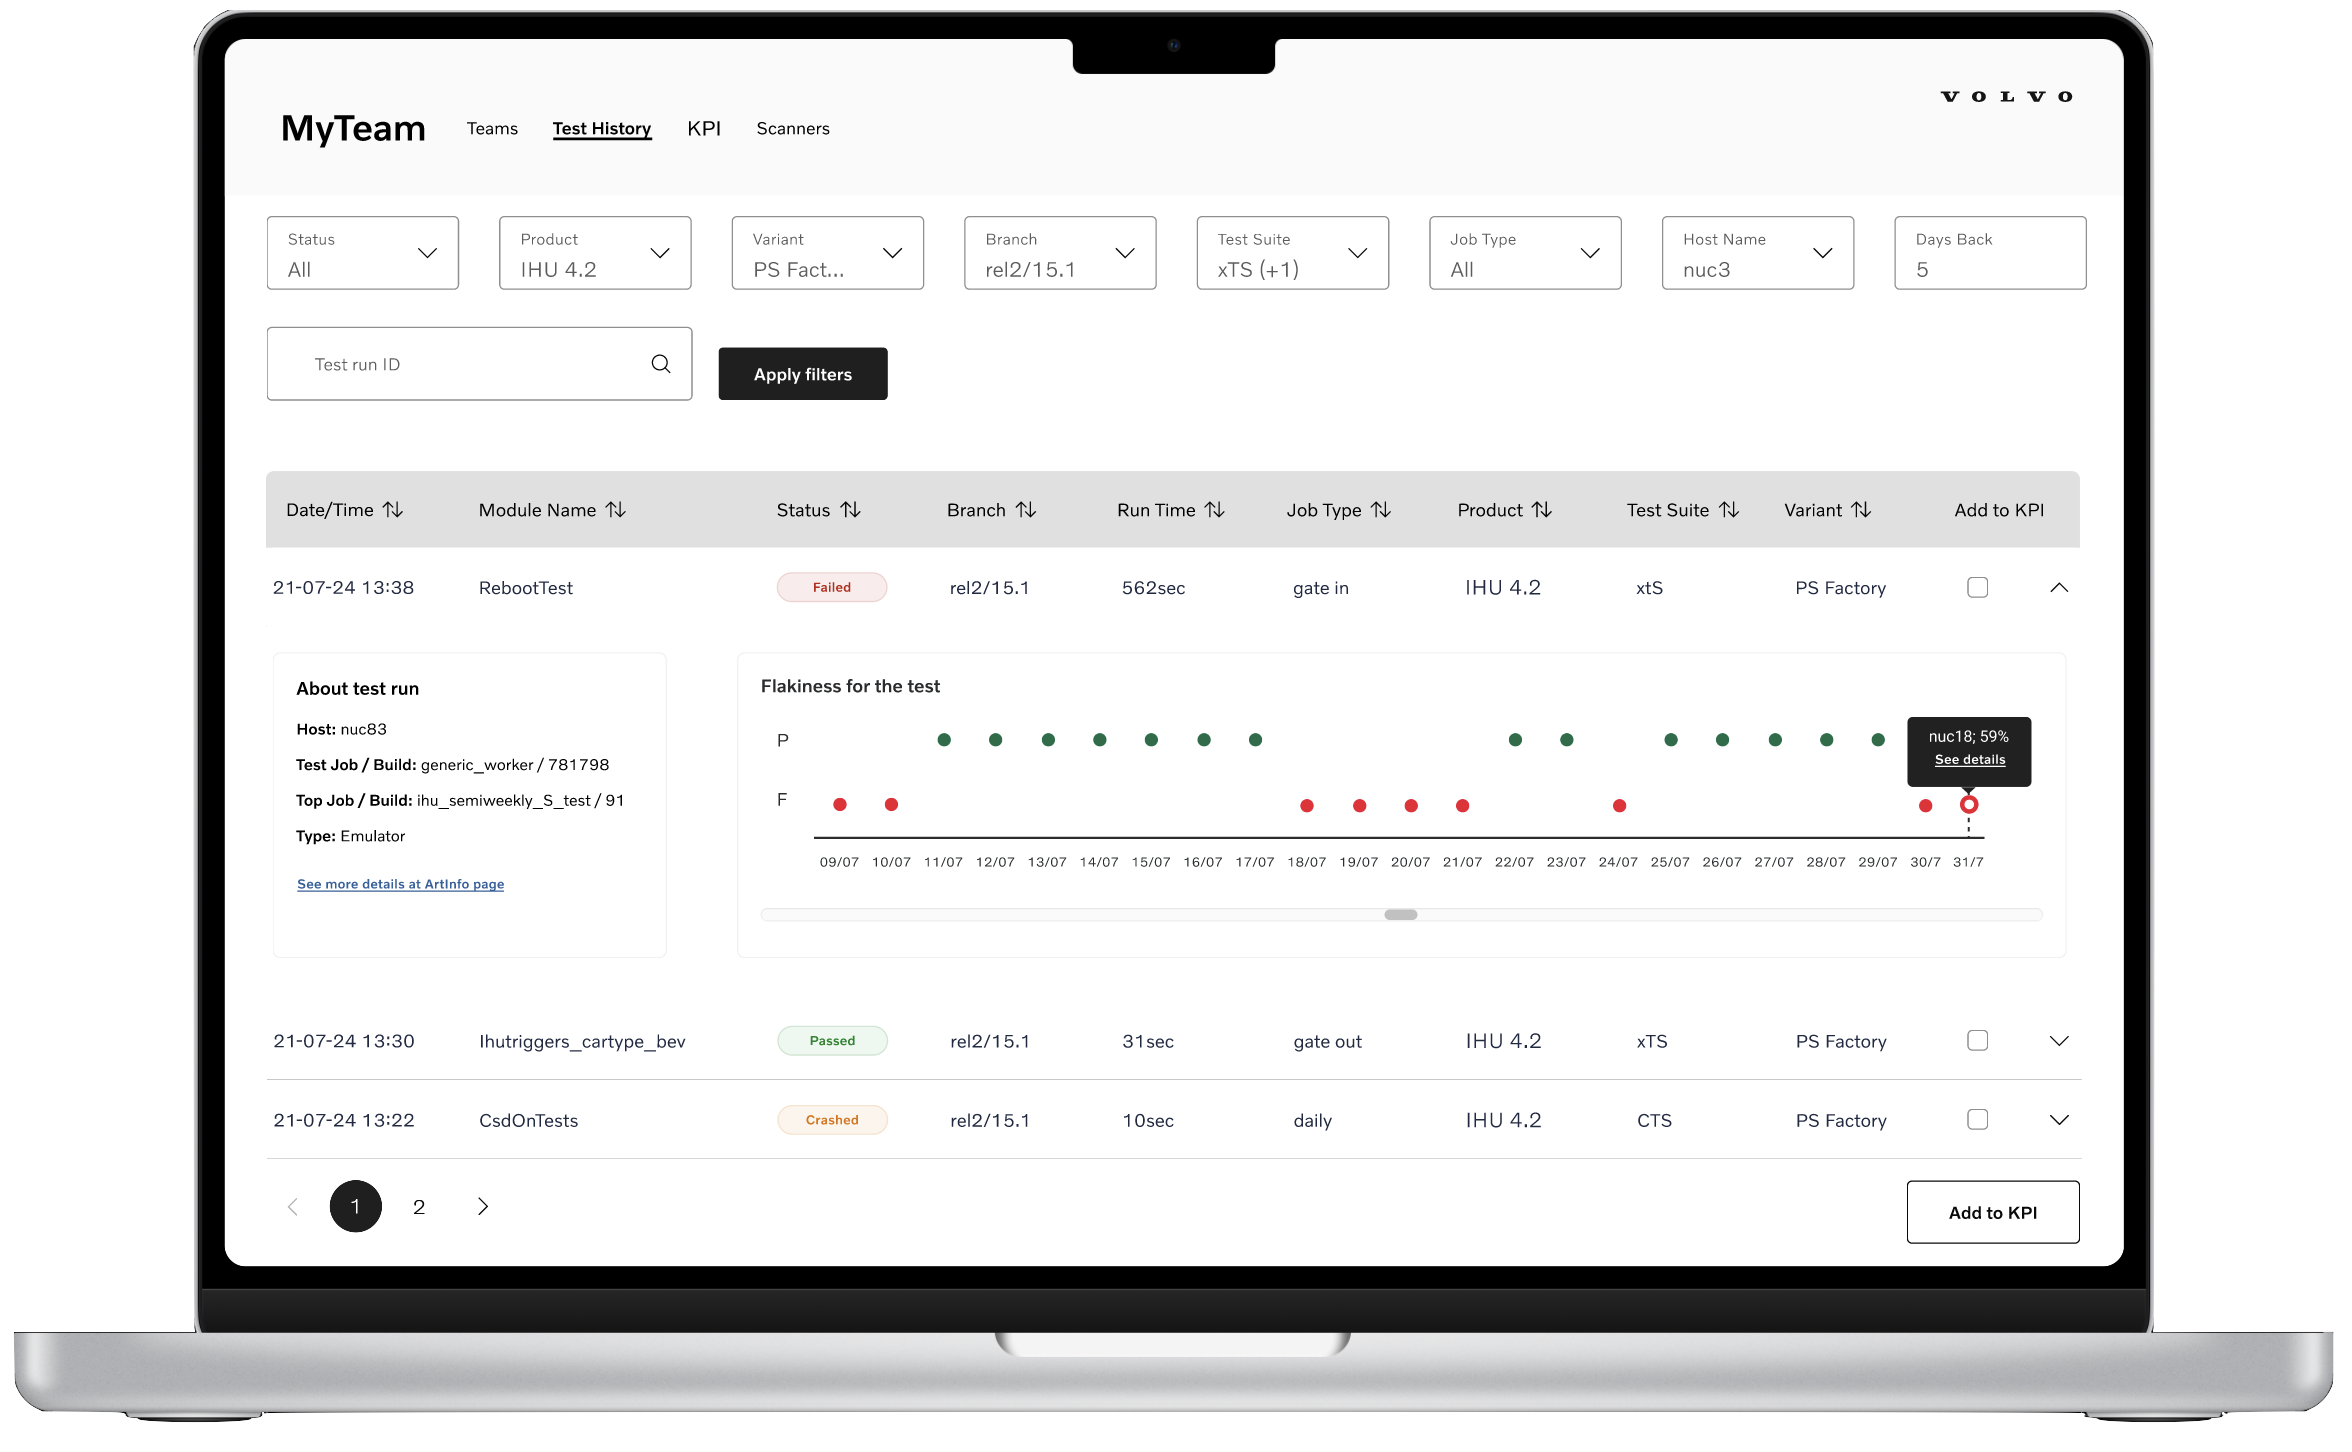 VOLVO
MyTeam Teams Test History KPI Scanners
Status Product Variant Branch Test Suite Job Type Host Name Days Back
All IHU 4.2 PS Fact... rel2/15.1 xTS (+1) All nuc3 5
Test run ID Apply filters
Date/Time Module Name Status Branch Run Time Job Type Product Test Suite Variant Add to KPI
21-07-24 13:38 RebootTest Failed rel2/15.1 562sec gate in IHU 4.2 xtS PS Factory
About test run
Host: nuc83
Test Job / Build: generic_worker / 781798
Top Job / Build: ihu_semiweekly_S_test / 91
Type: Emulator
See more details at ArtInfo page
Flakiness for the test
P
nuc18; 59%
See details
F
09/07 10/07 11/07 12/07 13/07 14/07 15/07 16/07 17/07 18/07 19/07 20/07 21/07 22/07 23/07 24/07 25/07 26/07 27/07 28/07 29/07 30/7 31/7
21-07-24 13:30 Ihutriggers_cartype_bev Passed rel2/15.1 31sec gate out IHU 4.2 xTS PS Factory
21-07-24 13:22 CsdOnTests Crashed rel2/15.1 10sec daily IHU 4.2 CTS PS Factory
1 2
Add to KPI